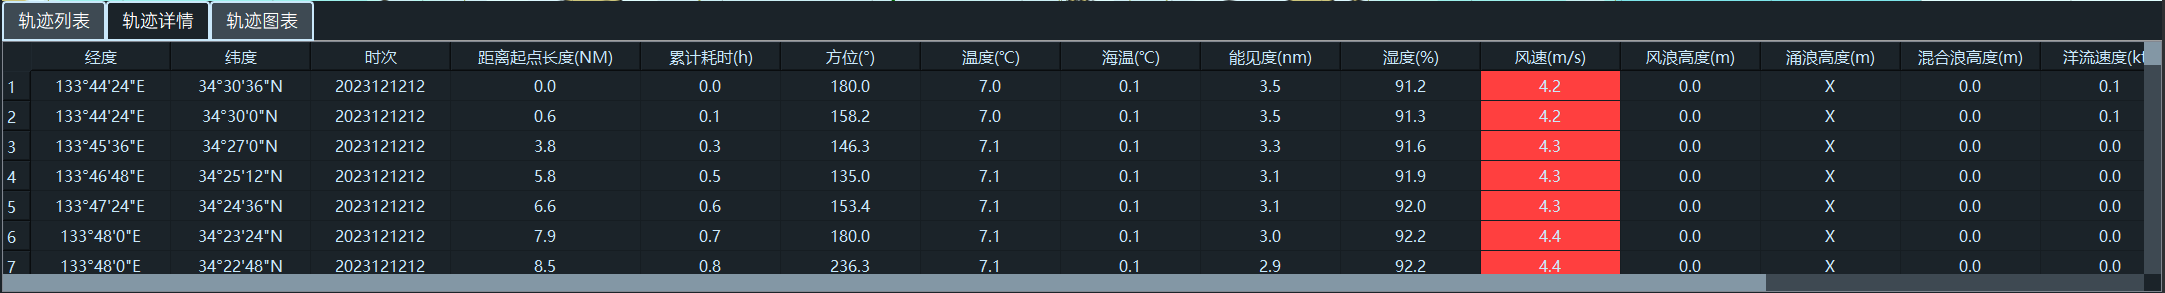 轨迹列表 轨迹详情 轨迹图表
经度 纬度 时次 距离起点长度(NM) 累计耗时(h) 方位(°) 温度(℃) 海温(℃) 能见度(nm) 湿度(%) 风速(m/s) 风浪高度(m) 涌浪高度(m) 混合浪高度(m) 洋流速度(kt
1 133°44'24"E 34°30'36"N 2023121212 0.0 0.0 180.0 7.0 0.1 3.5 91.2 4.2 0.0 X 0.0 0.1
2 133°44'24"E 34°30'0"N 2023121212 0.6 0.1 158.2 7.0 0.1 3.5 91.3 4.2 0.0 X 0.0 0.1
3 133°45'36"E 34°27'0"N 2023121212 3.8 0.3 146.3 7.1 0.1 3.3 91.6 4.3 0.0 X 0.0 0.0
4 133°46'48"E 34°25'12"N 2023121212 5.8 0.5 135.0 7.1 0.1 3.1 91.9 4.3 0.0 X 0.0 0.0
5 133°47'24"E 34°24'36"N 2023121212 6.6 0.6 153.4 7.1 0.1 3.1 92.0 4.3 0.0 X 0.0 0.0
6 133°48'0"E 34°23'24"N 2023121212 7.9 0.7 180.0 7.1 0.1 3.0 92.2 4.4 0.0 X 0.0 0.0
7 133°48'0"E 34°22'48"N 2023121212 8.5 0.8 236.3 7.1 0.1 2.9 92.2 4.4 0.0 X 0.0 0.0